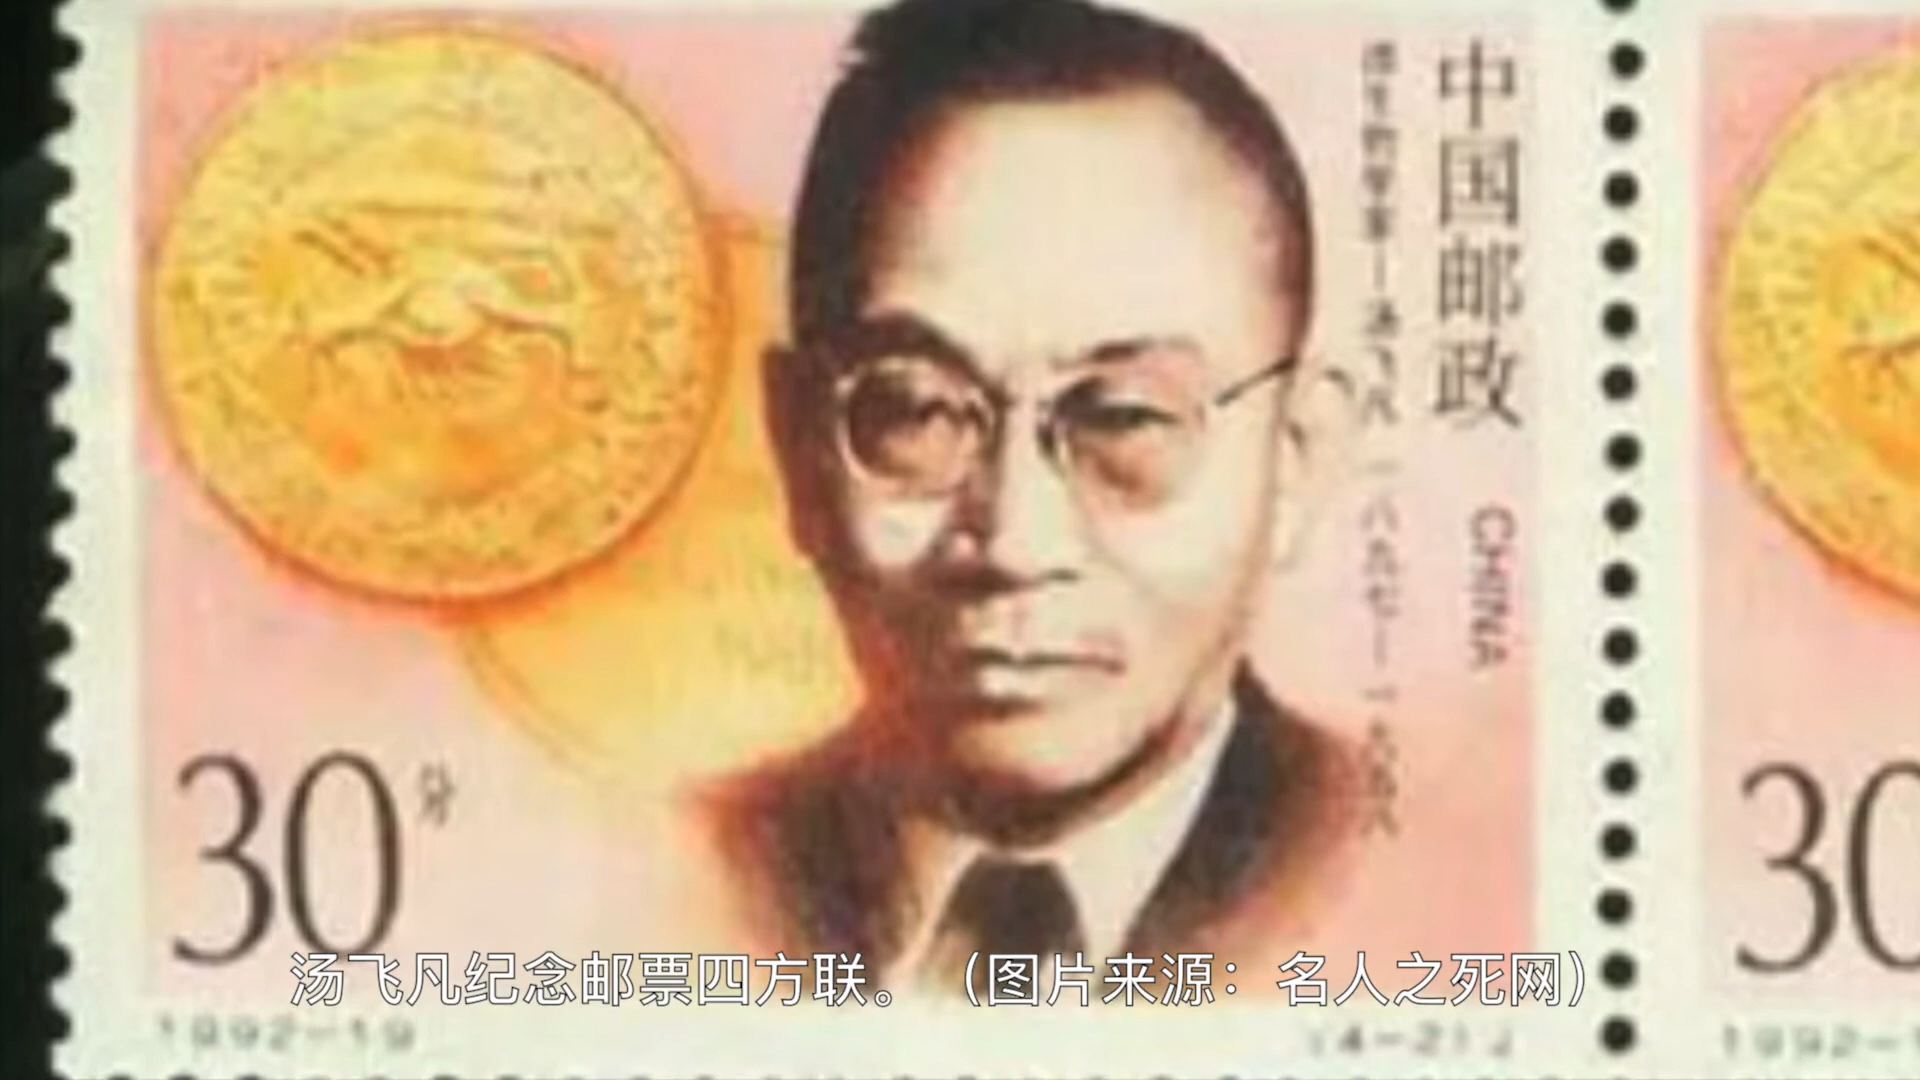 中国邮政
CHINA
微生物学家—汤飞凡 一八九七—一九五八
30分
汤飞凡纪念邮票四方联。（图片来源：名人之死网）
1992-19
(4-2)J
30
1992-1